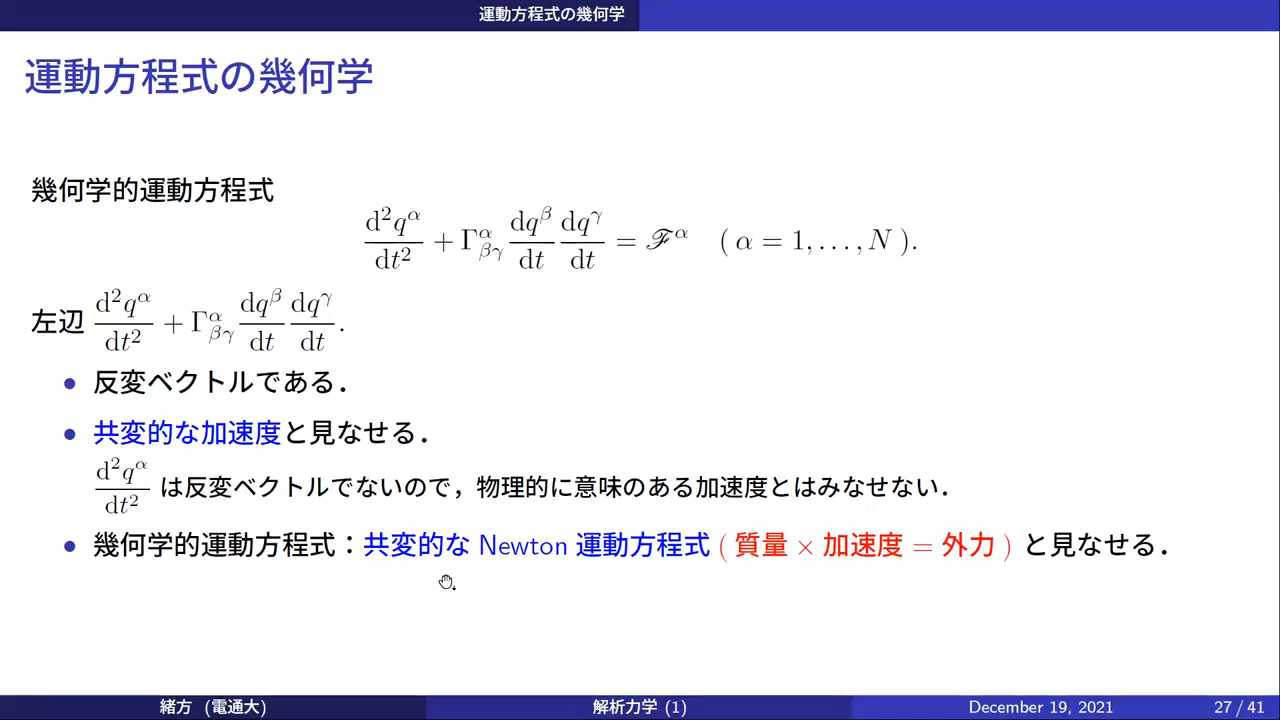 運動方程式の幾何学
運動方程式の幾何学
幾何学的運動方程式
d²q^α/dt² + Γ^α_βγ dq^β/dt dq^γ/dt = ℱ^α ( α = 1, . . . , N ).
左辺 d²q^α/dt² + Γ^α_βγ dq^β/dt dq^γ/dt .
• 反変ベクトルである．
• 共変的な加速度と見なせる．
d²q^α/dt² は反変ベクトルでないので，物理的に意味のある加速度とはみなせない．
• 幾何学的運動方程式：共変的な Newton 運動方程式 ( 質量 × 加速度 = 外力 ) と見なせる．
緒方 (電通大) 解析力学 (1) December 19, 2021 27 / 41